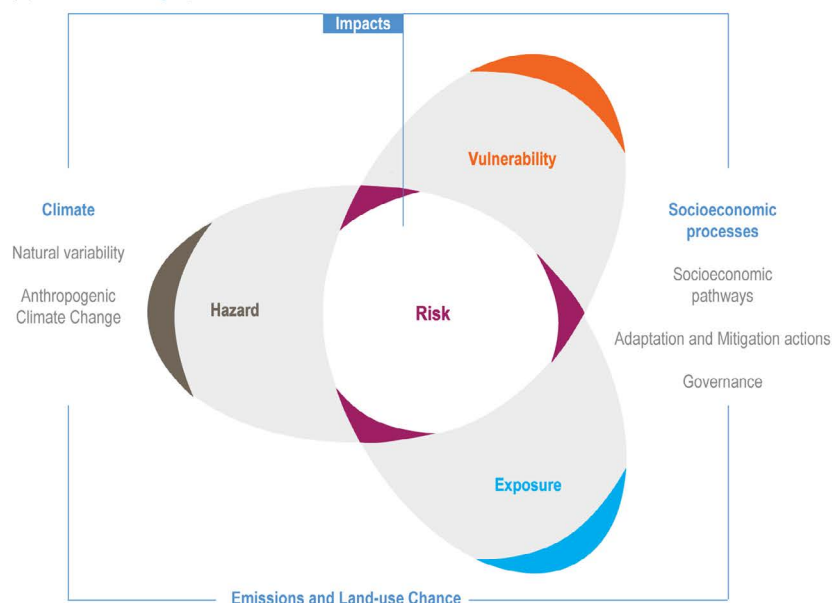 Impacts
Vulnerability
Climate
Natural variability
Anthropogenic
Climate Change
Hazard
Risk
Socioeconomic
processes
Socioeconomic
pathways
Adaptation and Mitigation actions
Governance
Exposure
Emissions and Land-use Chance